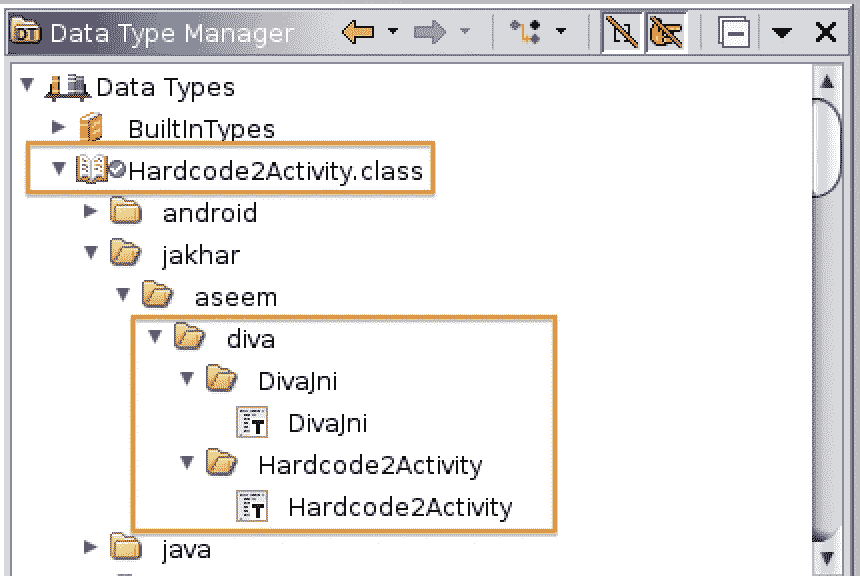 Data Type Manager
Data Types
BuiltInTypes
Hardcode2Activity.class
android
jakhar
aseem
diva
DivaJni
DivaJni
Hardcode2Activity
Hardcode2Activity
java